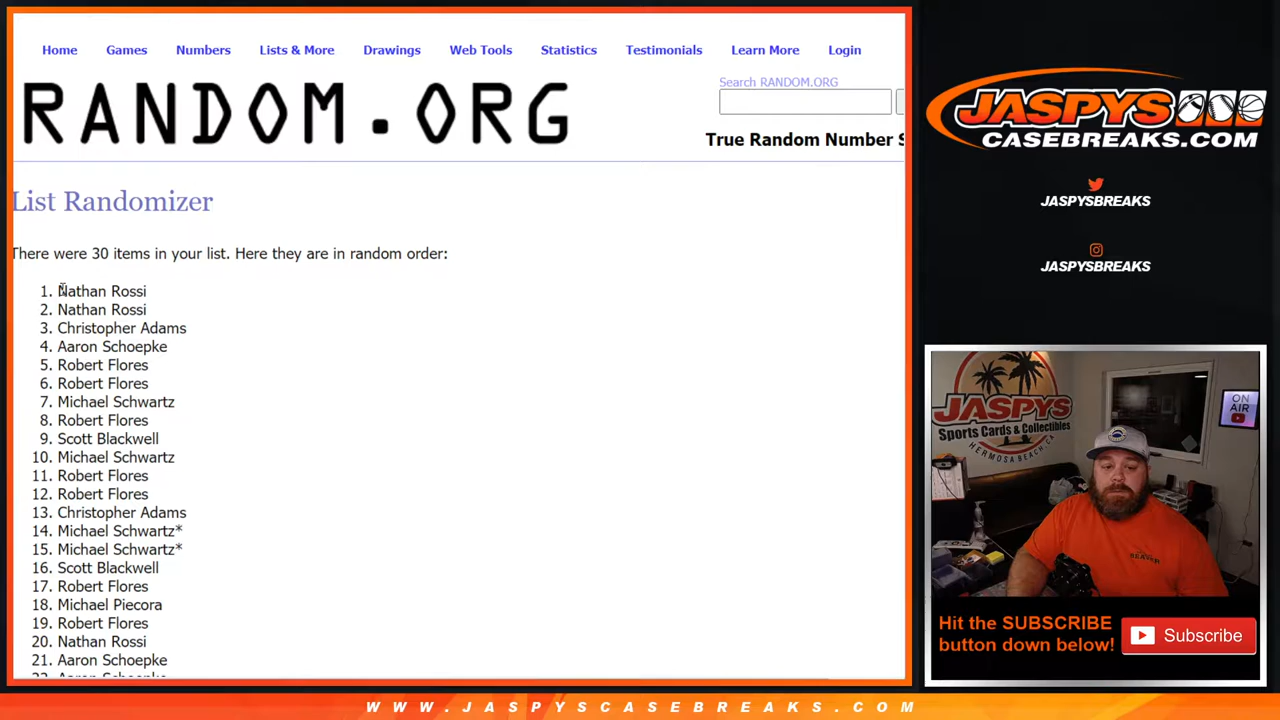 Home Games Numbers Lists & More Drawings Web Tools Statistics Testimonials Learn More Login
Search RANDOM.ORG
RANDOM.ORG
True Random Number S
List Randomizer
There were 30 items in your list. Here they are in random order:
1. Nathan Rossi
2. Nathan Rossi
3. Christopher Adams
4. Aaron Schoepke
5. Robert Flores
6. Robert Flores
7. Michael Schwartz
8. Robert Flores
9. Scott Blackwell
10. Michael Schwartz
11. Robert Flores
12. Robert Flores
13. Christopher Adams
14. Michael Schwartz*
15. Michael Schwartz*
16. Scott Blackwell
17. Robert Flores
18. Michael Piecora
19. Robert Flores
20. Nathan Rossi
21. Aaron Schoepke
JASPYS
CASEBREAKS.COM
JASPYSBREAKS
JASPYSBREAKS
JASPYS
Sports Cards & Collectibles
HERMOSA BEACH, CA
ON
AIR
Hit the SUBSCRIBE
button down below!
Subscribe
WWW.JASPYSCASEBREAKS.COM